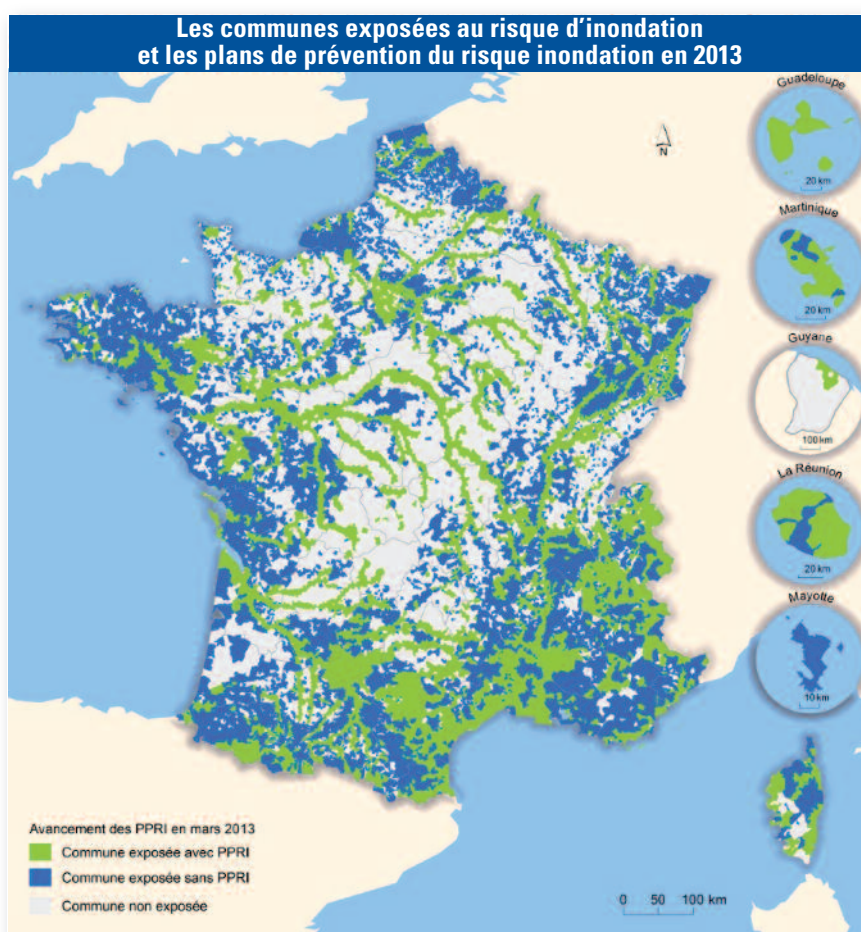 Les communes exposées au risque d'inondation
et les plans de prévention du risque inondation en 2013
N
Guadeloupe
20 km
Martinique
20 km
Guyane
100 km
La Réunion
20 km
Mayotte
10 km
Avancement des PPRI en mars 2013
Commune exposée avec PPRI
Commune exposée sans PPRI
Commune non exposée
0 50 100 km